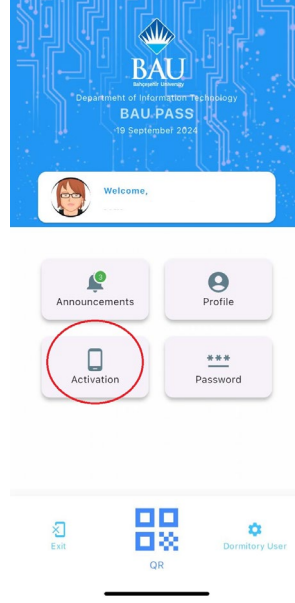 BAU
Bahçeşehir University
Department of Information Technology
BAU PASS
19 September 2024
Welcome,
3
Announcements
Profile
Activation
***
Password
Exit
QR
Dormitory User